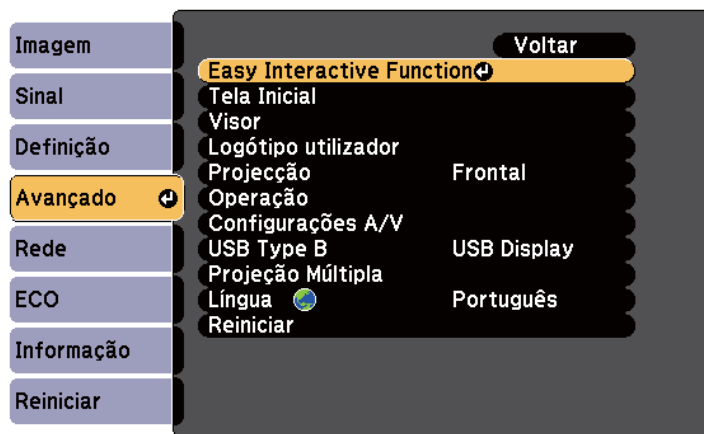 Imagem
Sinal
Definição
Avançado
Rede
ECO
Informação
Reiniciar
Voltar
Easy Interactive Function
Tela Inicial
Visor
Logótipo utilizador
Projecção Frontal
Operação
Configurações A/V
USB Type B USB Display
Projeção Múltipla
Língua Português
Reiniciar